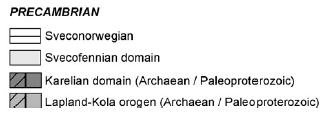 PRECAMBRIAN
Sveconorwegian
Svecofennian domain
Karelian domain (Archaean / Paleoproterozoic)
Lapland-Kola orogen (Archaean / Paleoproterozoic)